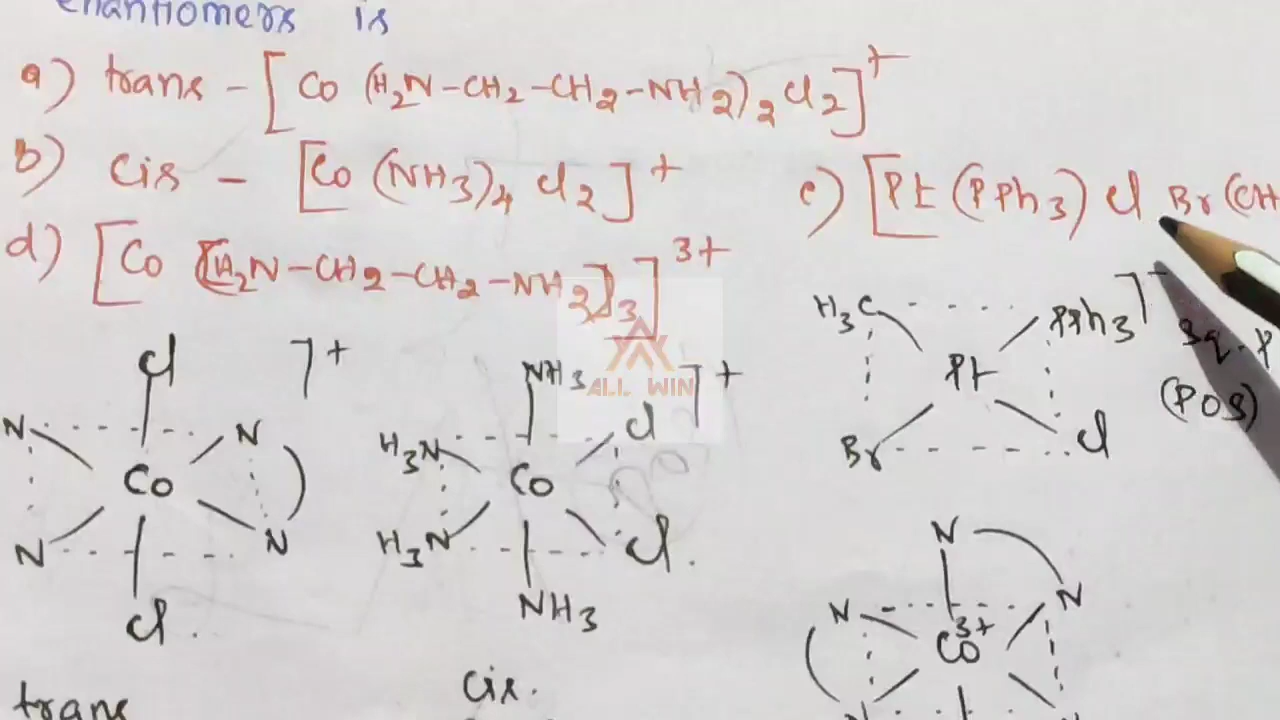 enantiomers is
a) trans - [Co (H2N-CH2-CH2-NH2)2 Cl2]+
b) cis - [Co (NH3)4 Cl2]+
c) [Pt (PPh3) Cl Br (CH
d) [Co (H2N-CH2-CH2-NH2)3]3+
Cl ]+
N N
Co
N N
Cl
trans
NH3 ]+
H3N Cl
Co
H3N Cl
NH3
cis.
H3C PPh3 ]-
Pt
Br Cl
sq. p
(POS)
N
N N
Co3+
N
ALL WIN